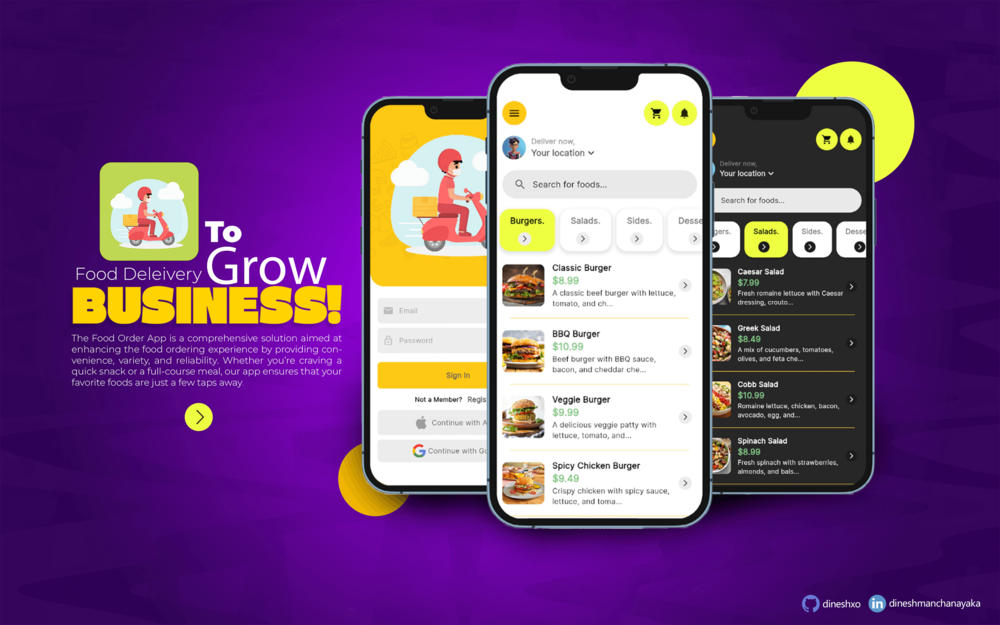 To
Food Deleivery Grow
BUSINESS!
The Food Order App is a comprehensive solution aimed at
enhancing the food ordering experience by providing con-
venience, variety, and reliability. Whether you're craving a
quick snack or a full-course meal, our app ensures that your
favorite foods are just a few taps away
Email
Password
Sign In
Not a Member? Regis
Continue with A
Continue with Go
Deliver now,
Your location
Search for foods...
Burgers. Salads. Sides. Desse
Classic Burger
$8.99
A classic beef burger with lettuce,
tomato, and ch...
BBQ Burger
$10.99
Beef burger with BBQ sauce,
bacon, and cheddar che...
Veggie Burger
$9.99
A delicious veggie patty with
lettuce, tomato, and...
Spicy Chicken Burger
$9.49
Crispy chicken with spicy sauce,
lettuce, and toma...
Deliver now,
Your location
Search for foods...
gers. Salads. Sides. Desse
Caesar Salad
$7.99
Fresh romaine lettuce with Caesar
dressing, crouto...
Greek Salad
$8.49
A mix of cucumbers, tomatoes,
olives, and feta che...
Cobb Salad
$10.99
Romaine lettuce, chicken, bacon,
avocado, egg, and...
Spinach Salad
$8.99
Fresh spinach with strawberries,
almonds, and bals...
dineshxo in dineshmanchanayaka